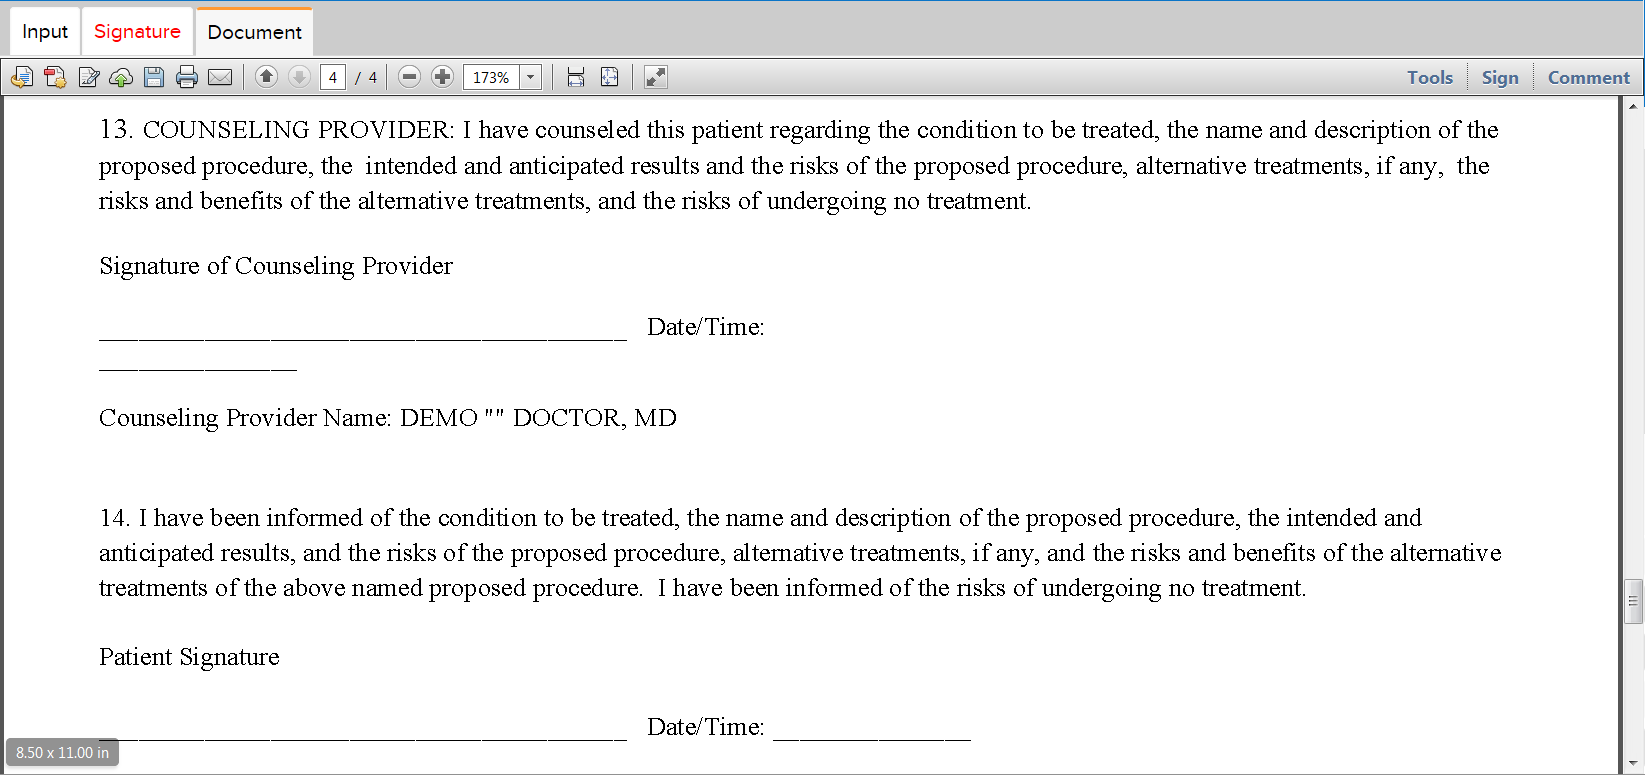 Input Signature Document
4 / 4 173% Tools Sign Comment
13. COUNSELING PROVIDER: I have counseled this patient regarding the condition to be treated, the name and description of the
proposed procedure, the  intended and anticipated results and the risks of the proposed procedure, alternative treatments, if any,  the
risks and benefits of the alternative treatments, and the risks of undergoing no treatment.
Signature of Counseling Provider
________________________________________ Date/Time:
_______________
Counseling Provider Name: DEMO "" DOCTOR, MD
14. I have been informed of the condition to be treated, the name and description of the proposed procedure, the intended and
anticipated results, and the risks of the proposed procedure, alternative treatments, if any, and the risks and benefits of the alternative
treatments of the above named proposed procedure.  I have been informed of the risks of undergoing no treatment.
Patient Signature
________________________________________ Date/Time: _______________
8.50 x 11.00 in